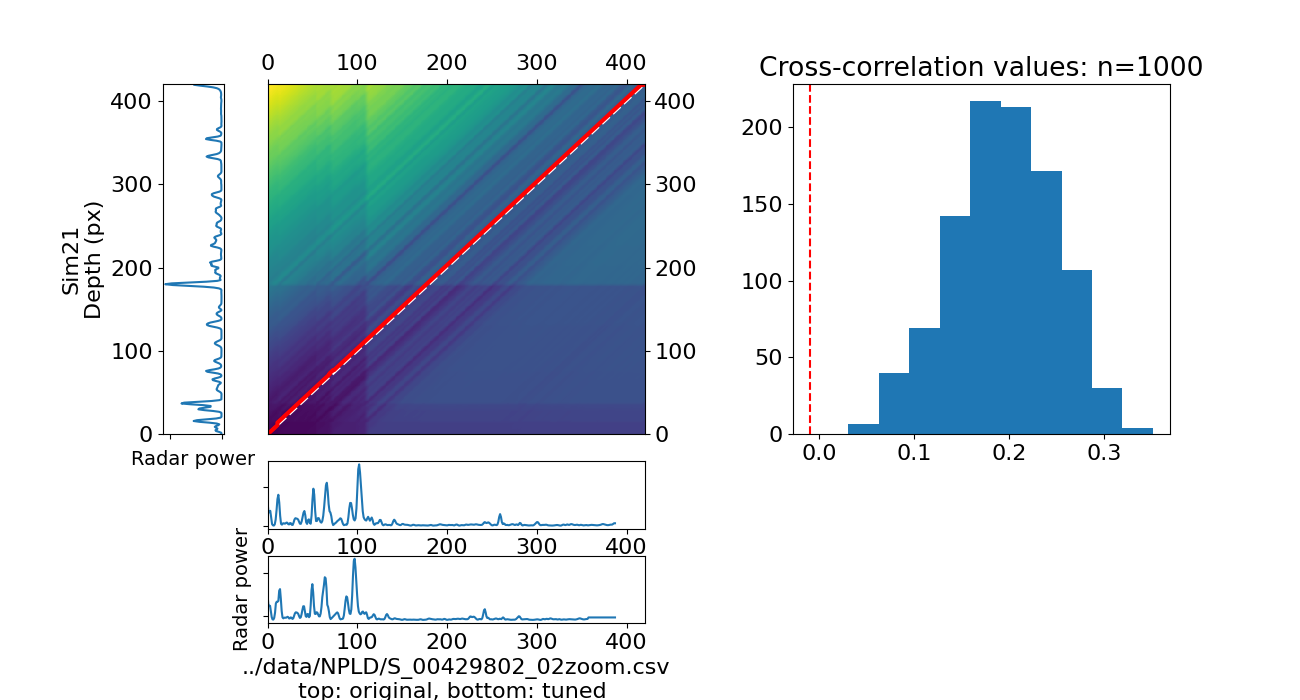 Cross-correlation values: n=1000
0 100 200 300 400
400
300
200
100
0
Sim21
Depth (px)
Radar power
400
300
200
100
0
200
150
100
50
0
0.0 0.1 0.2 0.3
0 100 200 300 400
Radar power
0 100 200 300 400
../data/NPLD/S_00429802_02zoom.csv
top: original, bottom: tuned